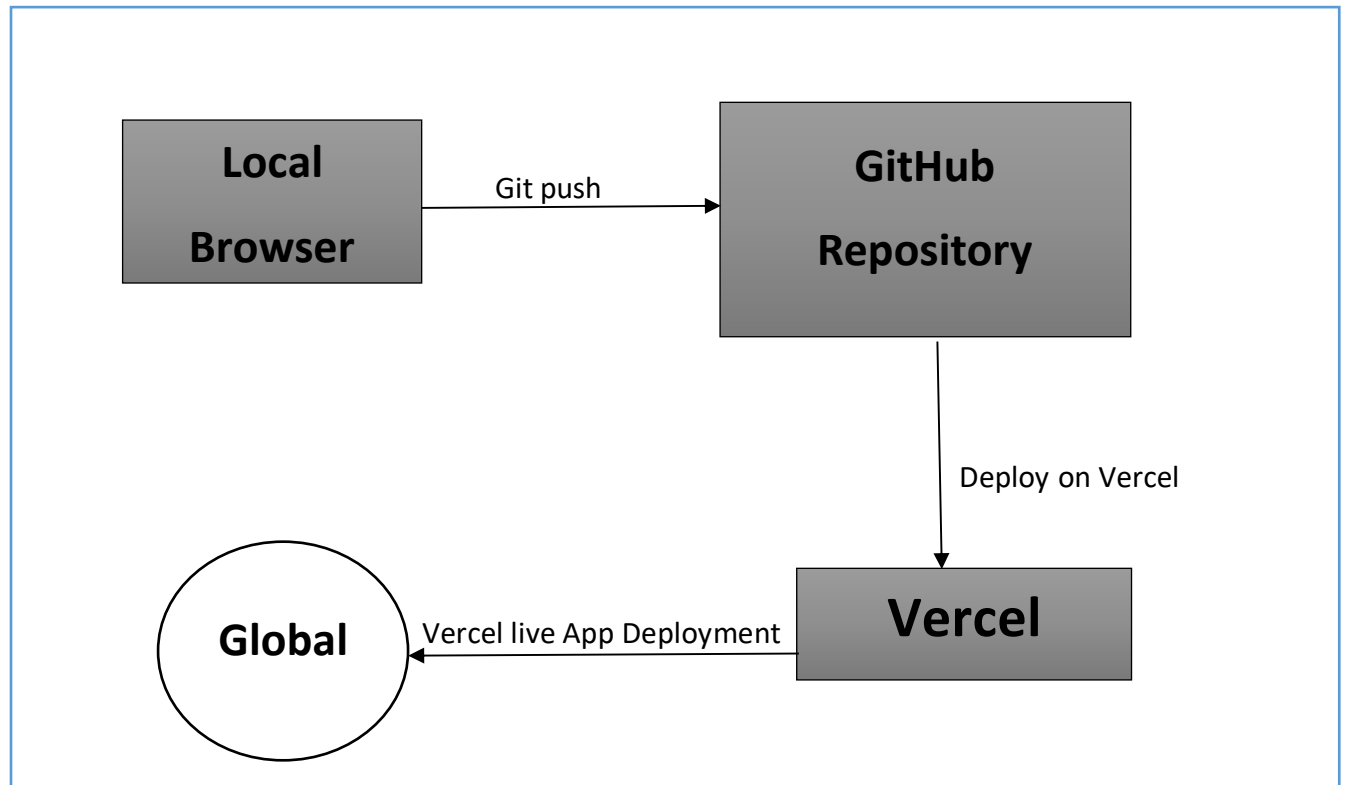 Local
Browser
Git push
GitHub
Repository
Deploy on Vercel
Vercel
Vercel live App Deployment
Global